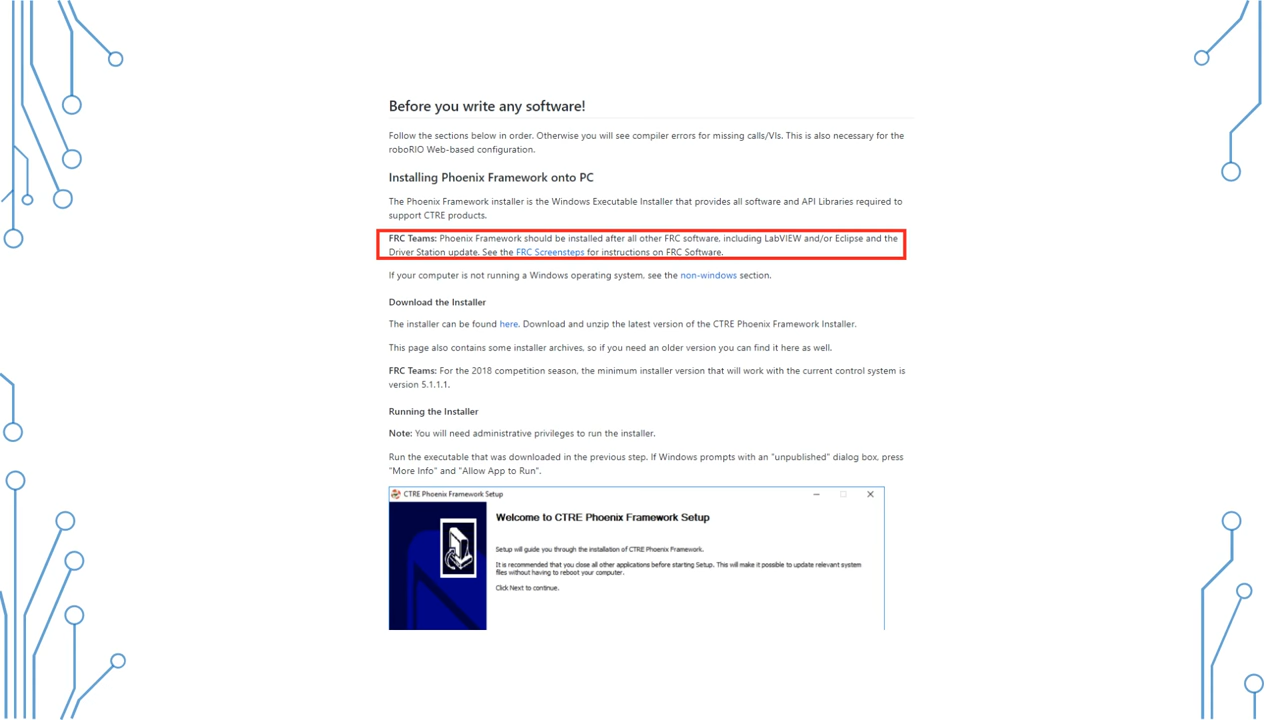 Before you write any software!
Follow the sections below in order. Otherwise you will see compiler errors for missing calls/VIs. This is also necessary for the
roboRIO Web-based configuration.
Installing Phoenix Framework onto PC
The Phoenix Framework installer is the Windows Executable Installer that provides all software and API Libraries required to
support CTRE products.
FRC Teams: Phoenix Framework should be installed after all other FRC software, including LabVIEW and/or Eclipse and the
Driver Station update. See the FRC Screensteps for instructions on FRC Software.
If your computer is not running a Windows operating system, see the non-windows section.
Download the Installer
The installer can be found here. Download and unzip the latest version of the CTRE Phoenix Framework Installer.
This page also contains some installer archives, so if you need an older version you can find it here as well.
FRC Teams: For the 2018 competition season, the minimum installer version that will work with the current control system is
version 5.1.1.1.
Running the Installer
Note: You will need administrative privileges to run the installer.
Run the executable that was downloaded in the previous step. If Windows prompts with an "unpublished" dialog box, press
"More Info" and "Allow App to Run".
CTRE Phoenix Framework Setup
Welcome to CTRE Phoenix Framework Setup
Setup will guide you through the installation of CTRE Phoenix Framework.
It is recommended that you close all other applications before starting Setup. This will make it possible to update relevant system
files without having to reboot your computer.
Click Next to continue.